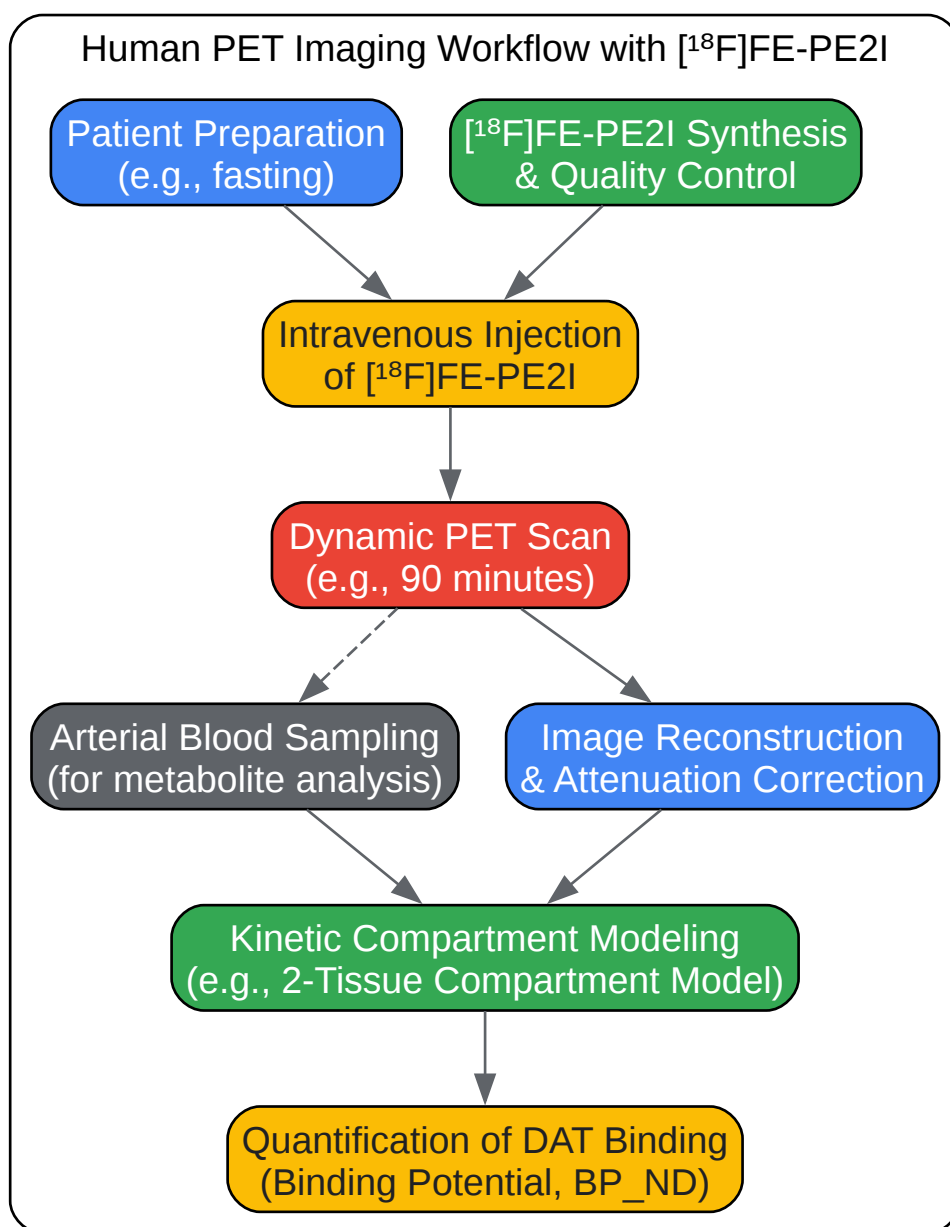 Human PET Imaging Workflow with [¹⁸F]FE-PE2I
Patient Preparation
(e.g., fasting)
[¹⁸F]FE-PE2I Synthesis
& Quality Control
Intravenous Injection
of [¹⁸F]FE-PE2I
Dynamic PET Scan
(e.g., 90 minutes)
Arterial Blood Sampling
(for metabolite analysis)
Image Reconstruction
& Attenuation Correction
Kinetic Compartment Modeling
(e.g., 2-Tissue Compartment Model)
Quantification of DAT Binding
(Binding Potential, BP_ND)